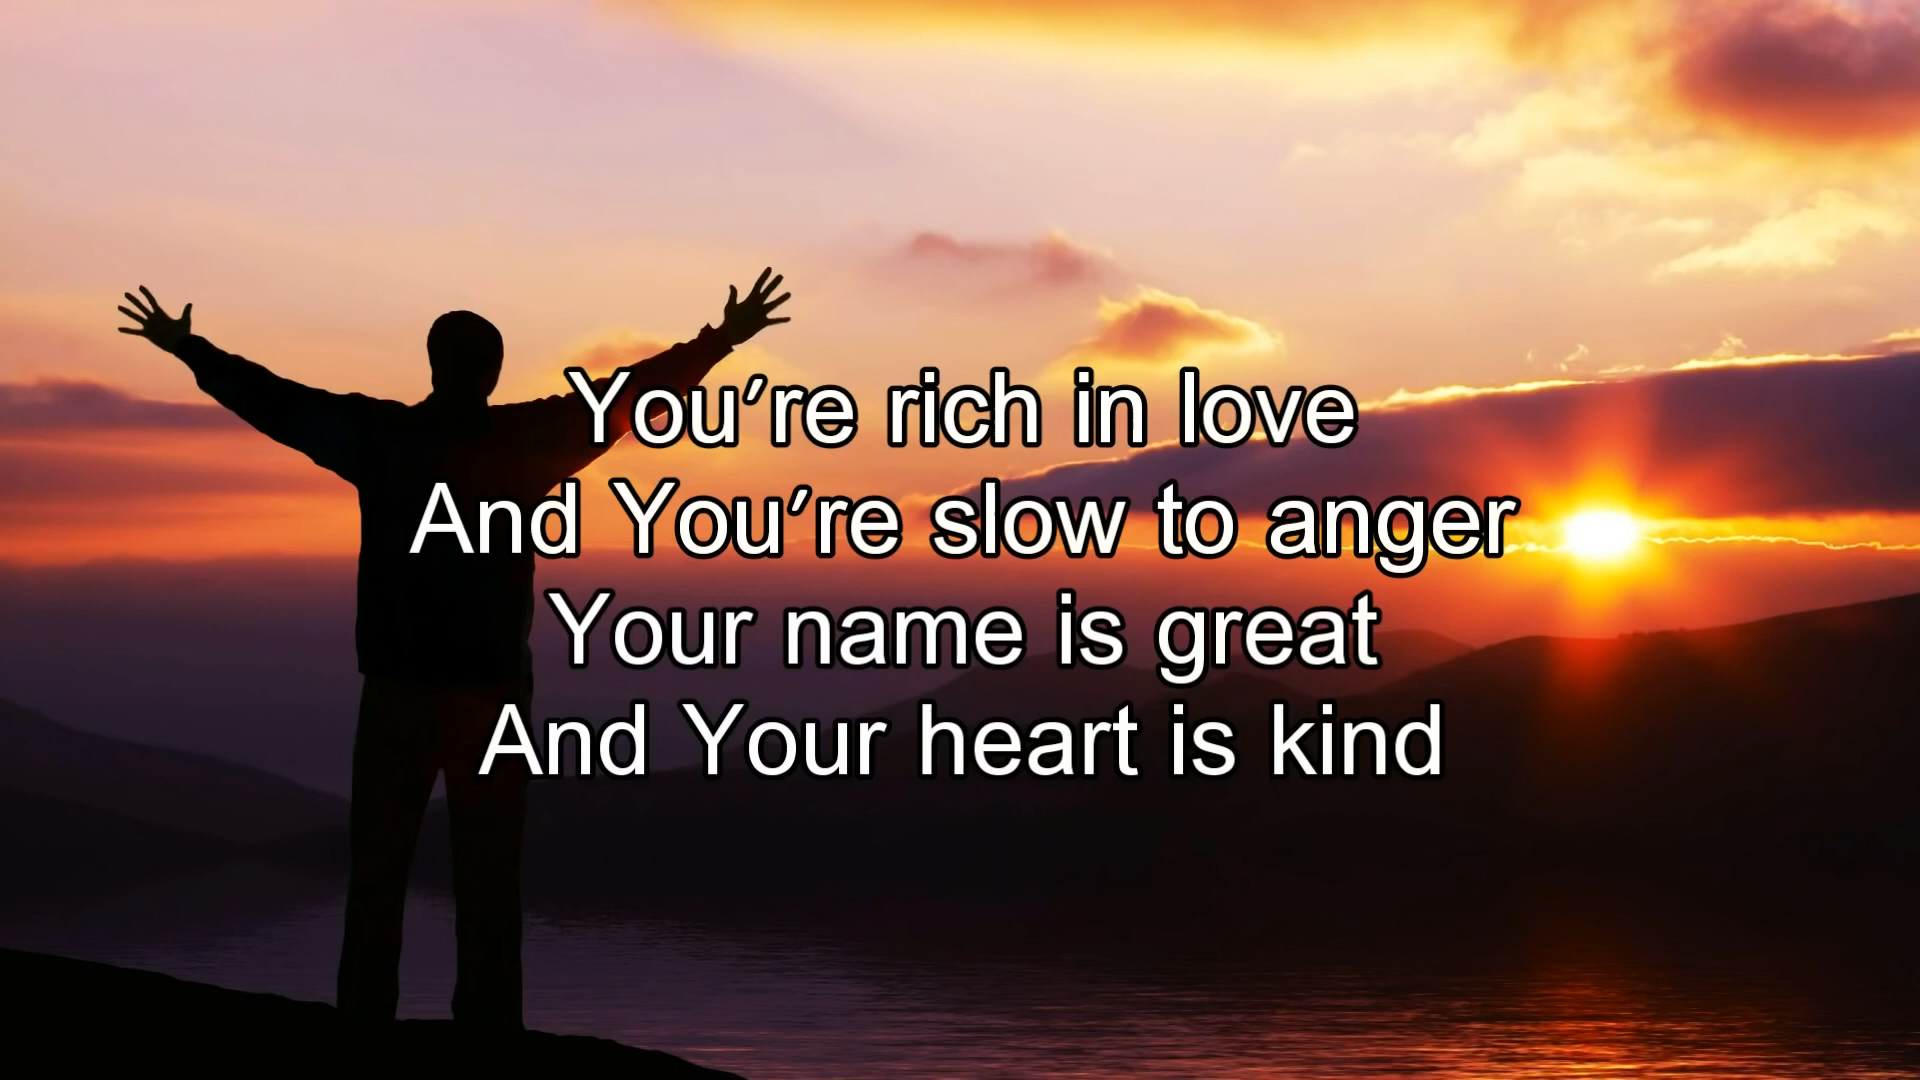 You're rich in love
And You're slow to anger
Your name is great
And Your heart is kind